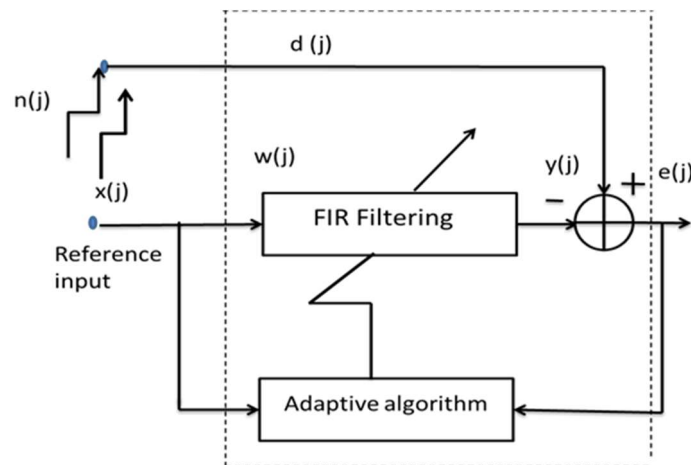 d (j)
n(j)
x(j)
w(j)
y(j)
e(j)
+
−
FIR Filtering
Reference
input
Adaptive algorithm